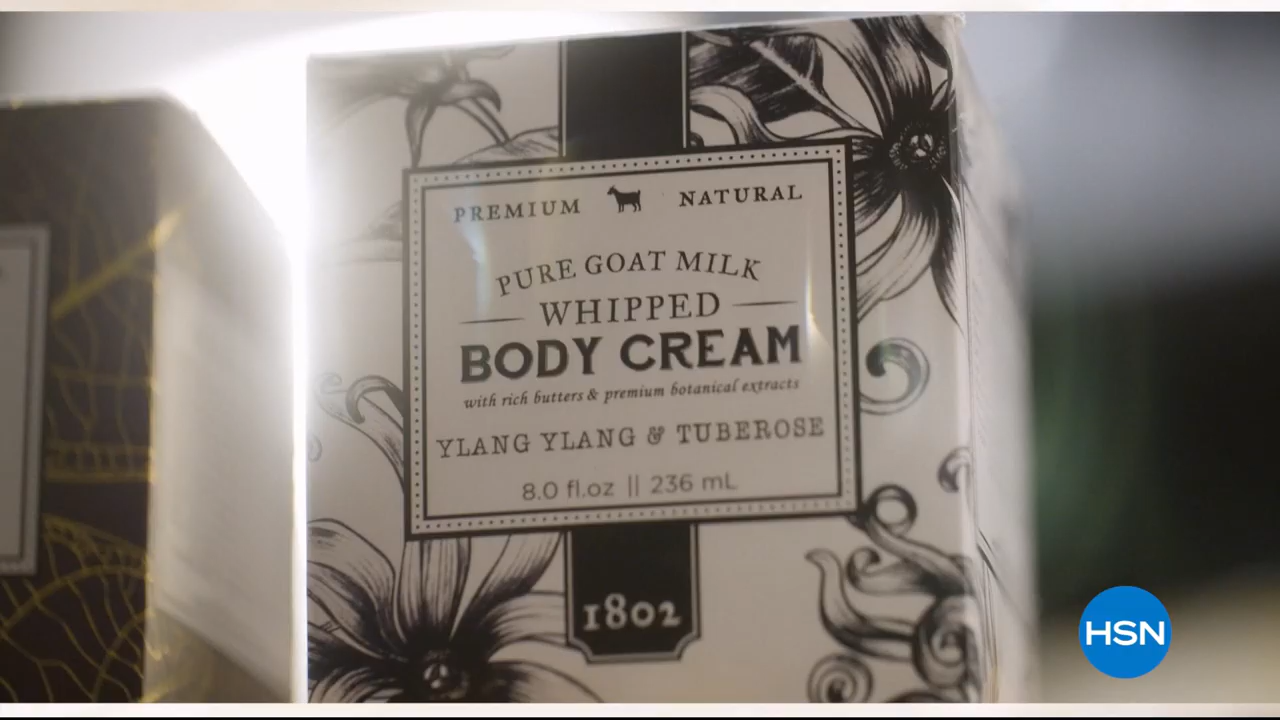 PREMIUM NATURAL
PURE GOAT MILK
WHIPPED
BODY CREAM
with rich butters & premium botanical extracts
YLANG YLANG & TUBEROSE
8.0 fl.oz || 236 mL
1802
HSN